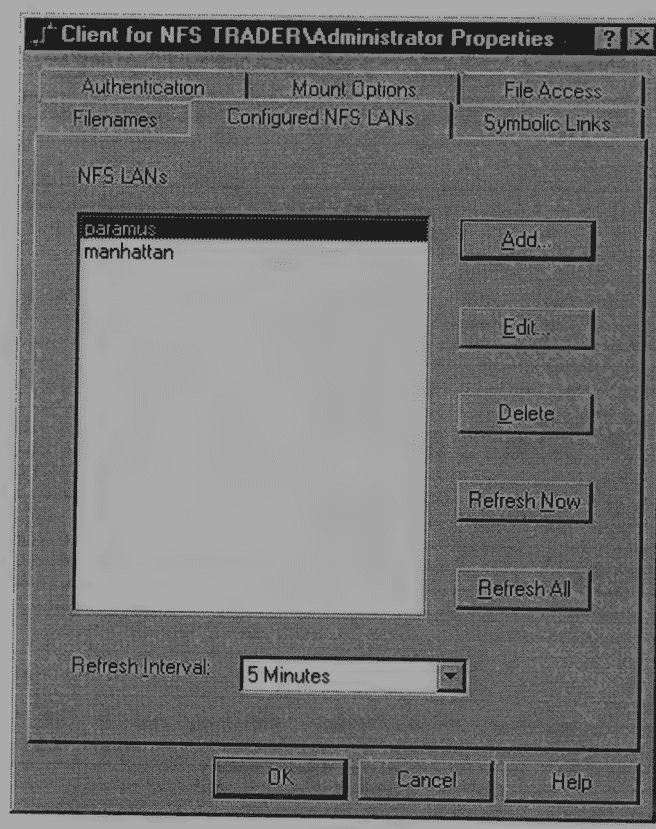 Client for NFS TRADER\Administrator Properties ? X
Authentication Mount Options File Access
Filenames Configured NFS LANs Symbolic Links
NFS LANs
paramus
manhattan
Add...
Edit...
Delete
Refresh Now
Refresh All
Refresh Interval: 5 Minutes
OK Cancel Help